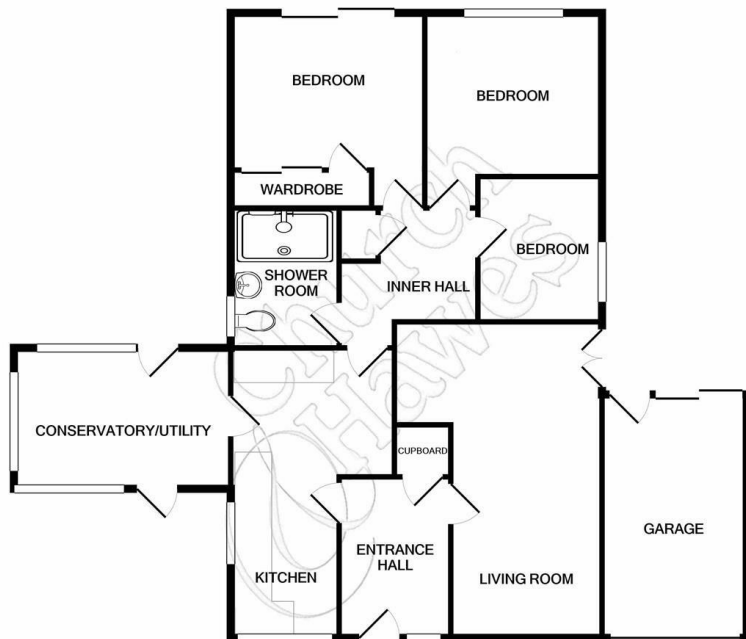 BEDROOM
BEDROOM
WARDROBE
BEDROOM
SHOWER
ROOM
INNER HALL
CONSERVATORY/UTILITY
CUPBOARD
GARAGE
ENTRANCE
HALL
KITCHEN
LIVING ROOM
Church
& Hawes